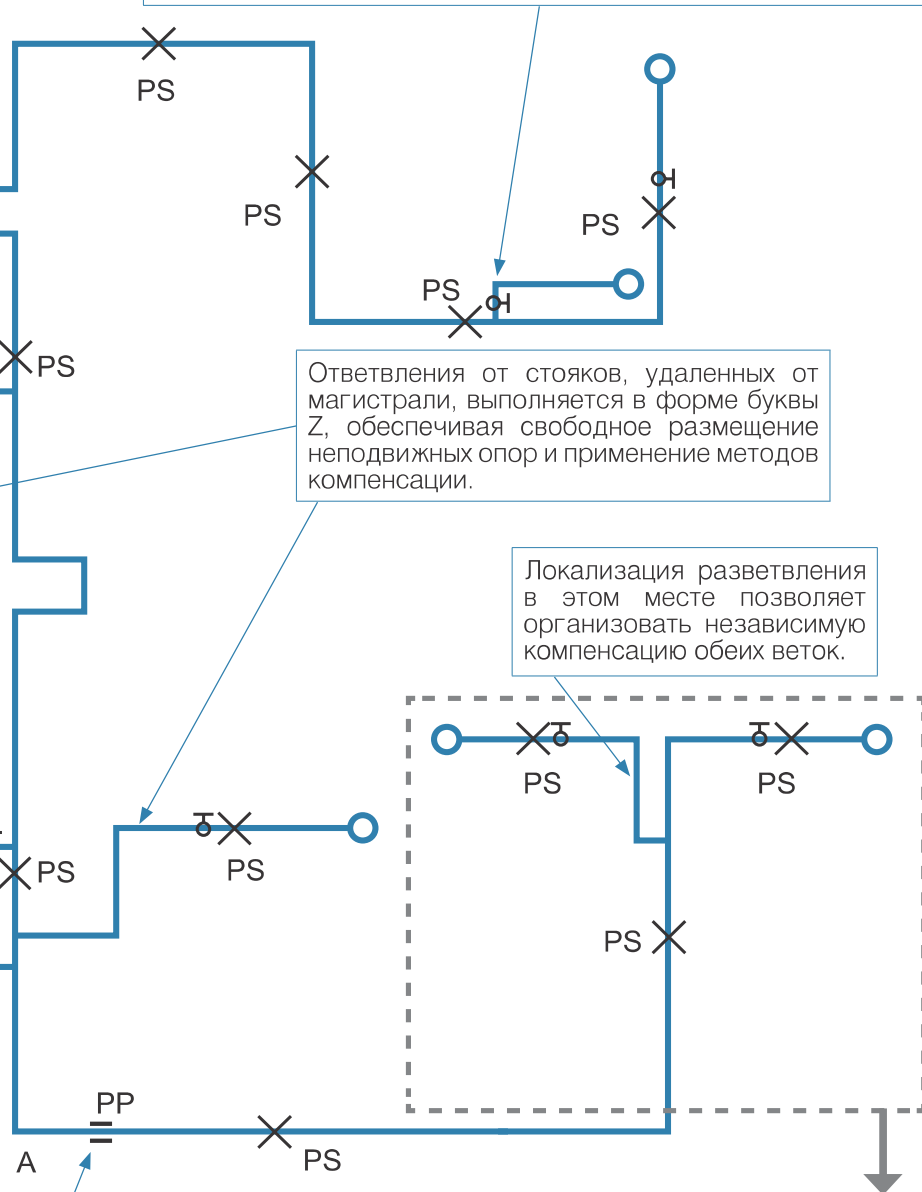 PS
PS
PS
PS
PS
Ответвления от стояков, удаленных от
магистрали, выполняется в форме буквы
Z, обеспечивая свободное размещение
неподвижных опор и применение методов
компенсации.
Локализация разветвления
в этом месте позволяет
организовать независимую
компенсацию обеих веток.
PS
PS
PS
PS
PS
PP
PS
A